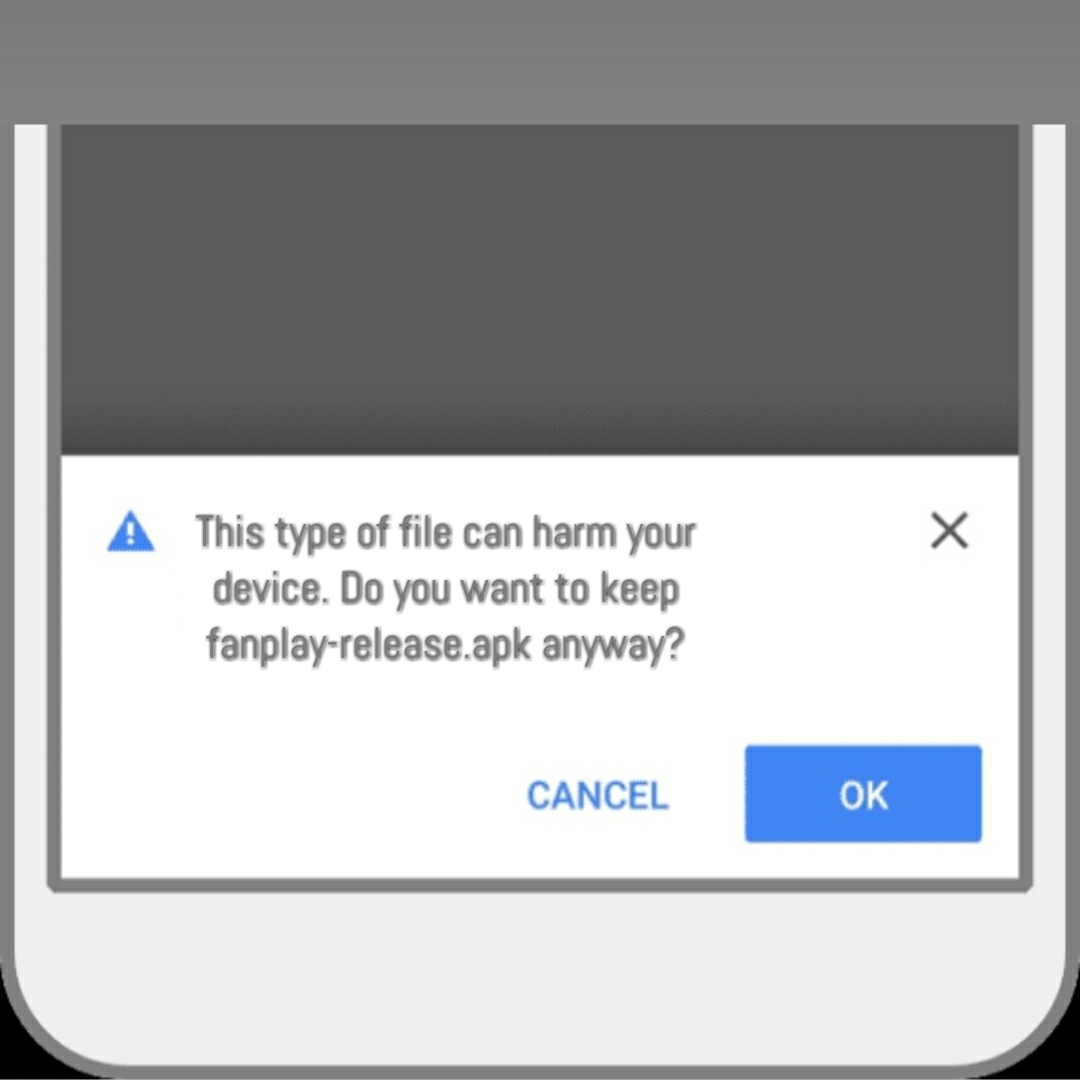 This type of file can harm your
device. Do you want to keep
fanplay-release.apk anyway?
CANCEL
OK